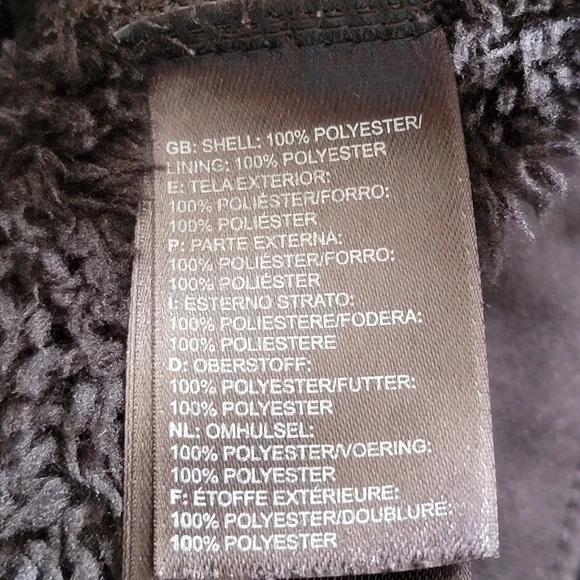 GB: SHELL: 100% POLYESTER/
LINING: 100% POLYESTER
E: TELA EXTERIOR:
100% POLIÉSTER/FORRO:
100% POLIÉSTER
P: PARTE EXTERNA:
100% POLIÉSTER/FORRO:
100% POLIÉSTER
I: ESTERNO STRATO:
100% POLIESTERE/FODERA:
100% POLIESTERE
D: OBERSTOFF:
100% POLYESTER/FUTTER:
100% POLYESTER
NL: OMHULSEL:
100% POLYESTER/VOERING:
100% POLYESTER
F: ÉTOFFE EXTÉRIEURE:
100% POLYESTER/DOUBLURE:
100% POLYESTER